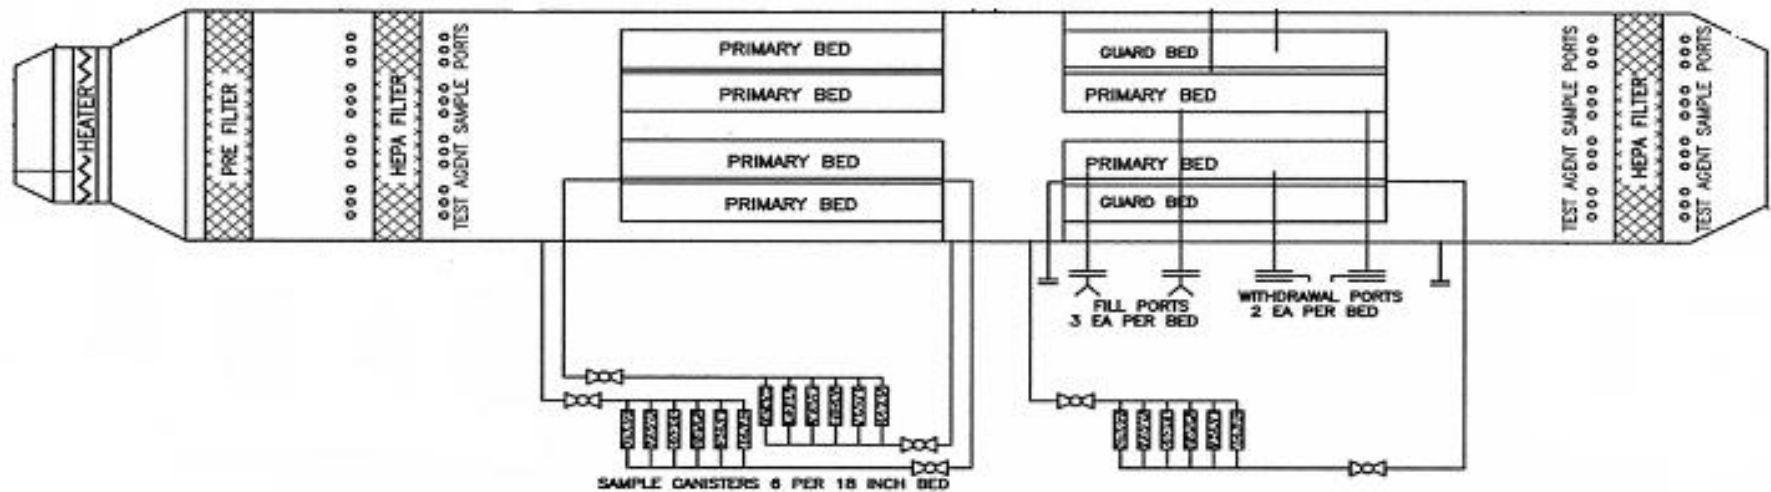 HEATER
PRE FILTER
HEPA FILTER
TEST AGENT SAMPLE PORTS
PRIMARY BED
PRIMARY BED
PRIMARY BED
PRIMARY BED
GUARD BED
PRIMARY BED
PRIMARY BED
GUARD BED
TEST AGENT SAMPLE PORTS
HEPA FILTER
TEST AGENT SAMPLE PORTS
FILL PORTS
3 EA PER BED
WITHDRAWAL PORTS
2 EA PER BED
SAMPLE CANISTERS 6 PER 18 INCH BED